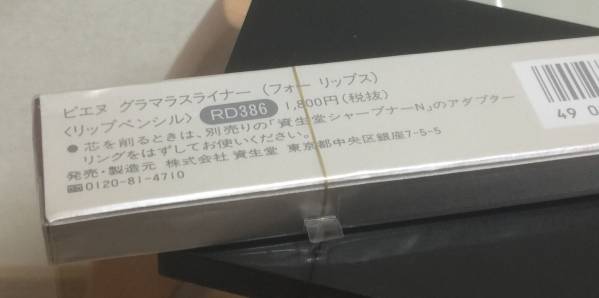 ピエヌ グラマラスライナー（フォー リップス）
〈リップペンシル〉 RD386 1,800円（税抜）
● 芯を削るときは、別売りの「資生堂シャープナーN」のアダプター
リングをはずしてお使いください。
発売・製造元 株式会社 資生堂 東京都中央区銀座7-5-5
0120-81-4710
49 0